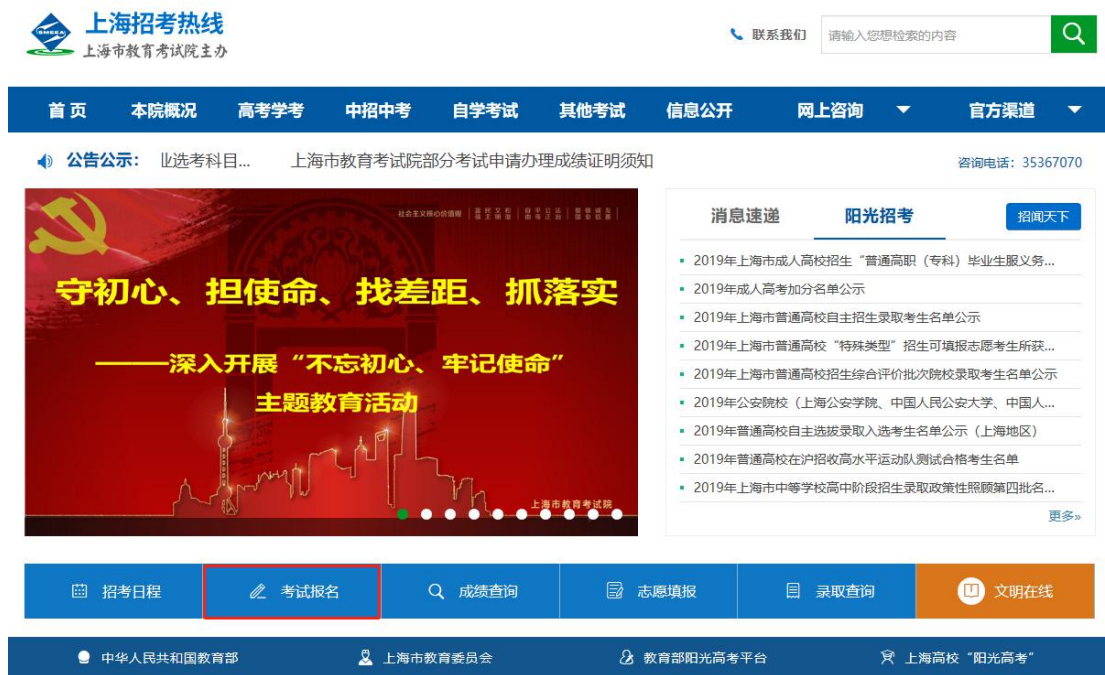 SMEEA
上海招考热线
上海市教育考试院主办
联系我们
请输入您想检索的内容
首页 本院概况 高考学考 中招中考 自学考试 其他考试 信息公开 网上咨询 官方渠道
公告公示： 业选考科目... 上海市教育考试院部分考试申请办理成绩证明须知
咨询电话：35367070
社会主义核心价值观
守初心、担使命、找差距、抓落实
——深入开展“不忘初心、牢记使命”
主题教育活动
上海市教育考试院
消息速递 阳光招考 招闻天下
2019年上海市成人高校招生“普通高职（专科）毕业生服义务...
2019年成人高考加分名单公示
2019年上海市普通高校自主招生录取考生名单公示
2019年上海市普通高校“特殊类型”招生可填报志愿考生所获...
2019年上海市普通高校招生综合评价批次院校录取考生名单公示
2019年公安院校（上海公安学院、中国人民公安大学、中国人...
2019年普通高校自主选拔录取入选考生名单公示（上海地区）
2019年普通高校在沪招收高水平运动队测试合格考生名单
2019年上海市中等学校高中阶段招生录取政策性照顾第四批名...
更多»
招考日程 考试报名 成绩查询 志愿填报 录取查询 文明在线
中华人民共和国教育部 上海市教育委员会 教育部阳光高考平台 上海高校“阳光高考”